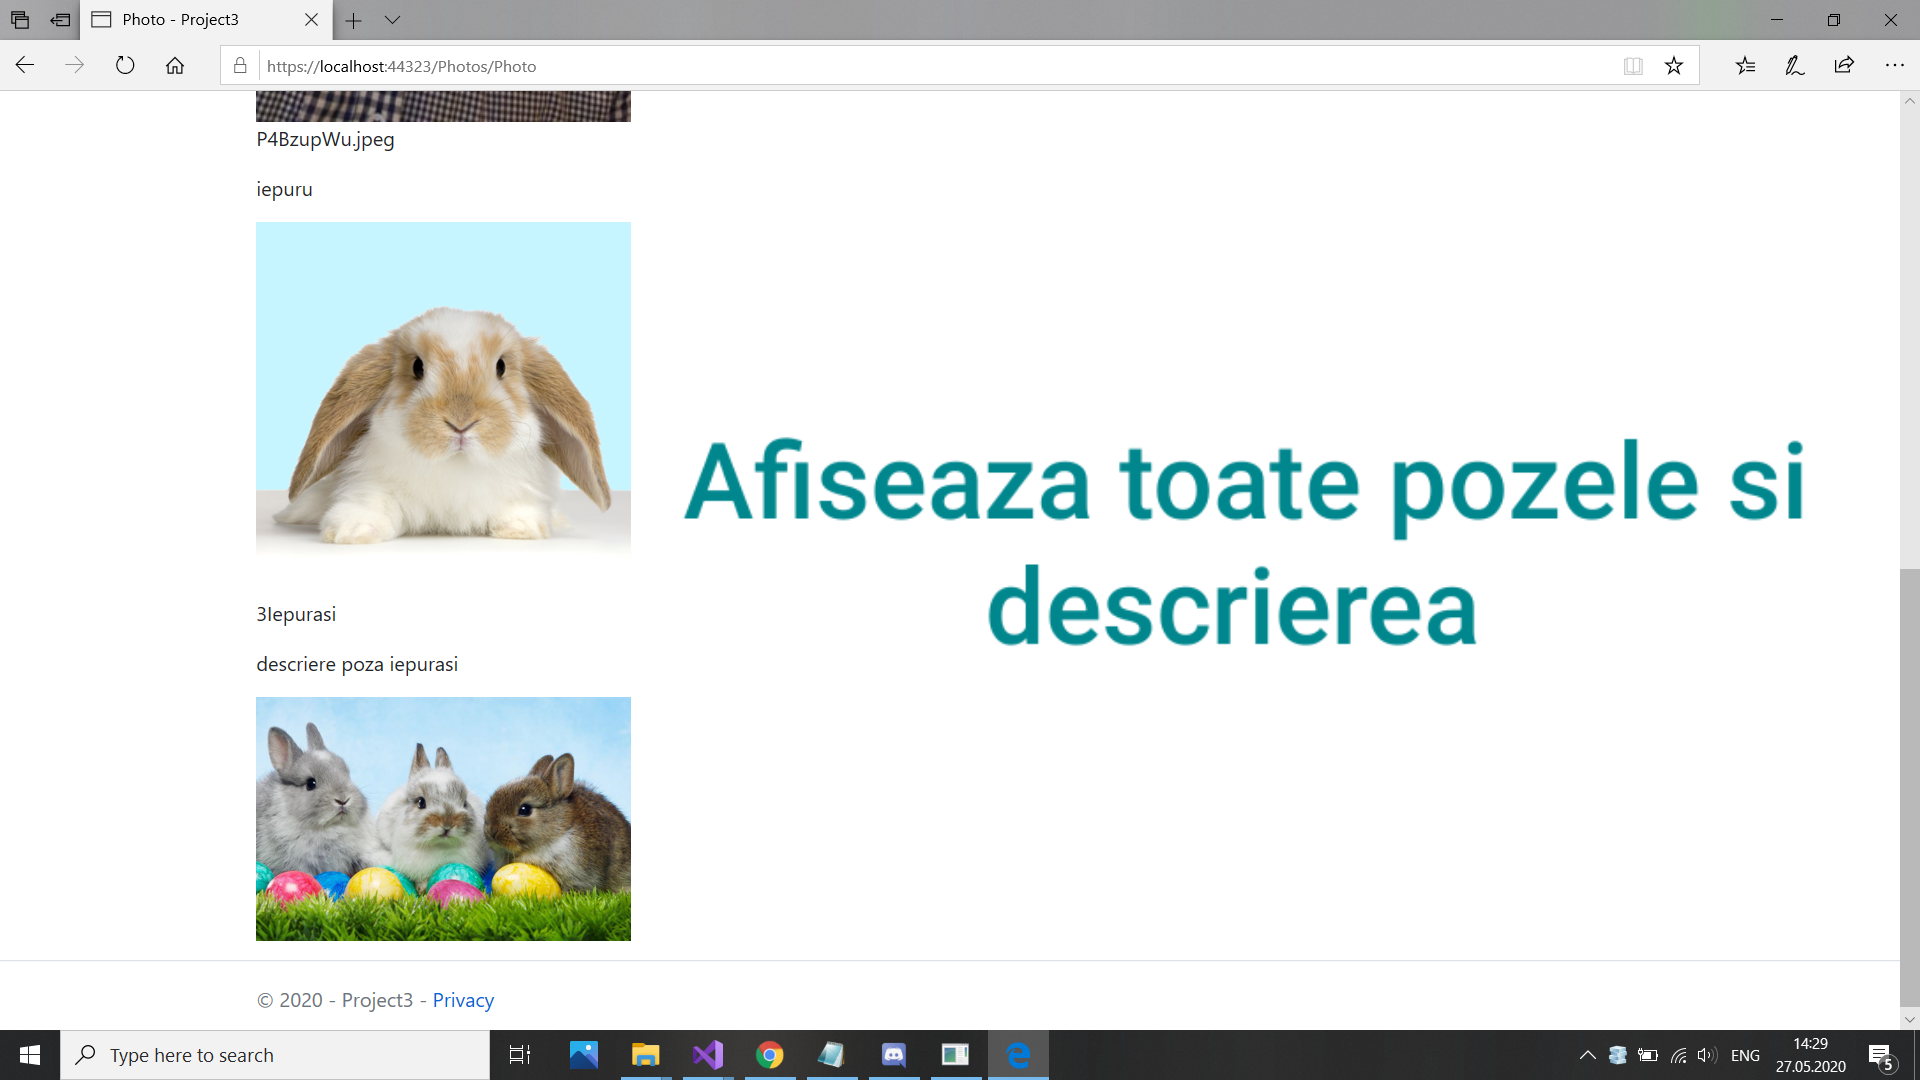 Photo - Project3
https://localhost:44323/Photos/Photo
P4BzupWu.jpeg
iepuru
3Iepurasi
descriere poza iepurasi
Afiseaza toate pozele si
descrierea
© 2020 - Project3 - Privacy
Type here to search
ENG
14:29
27.05.2020
5